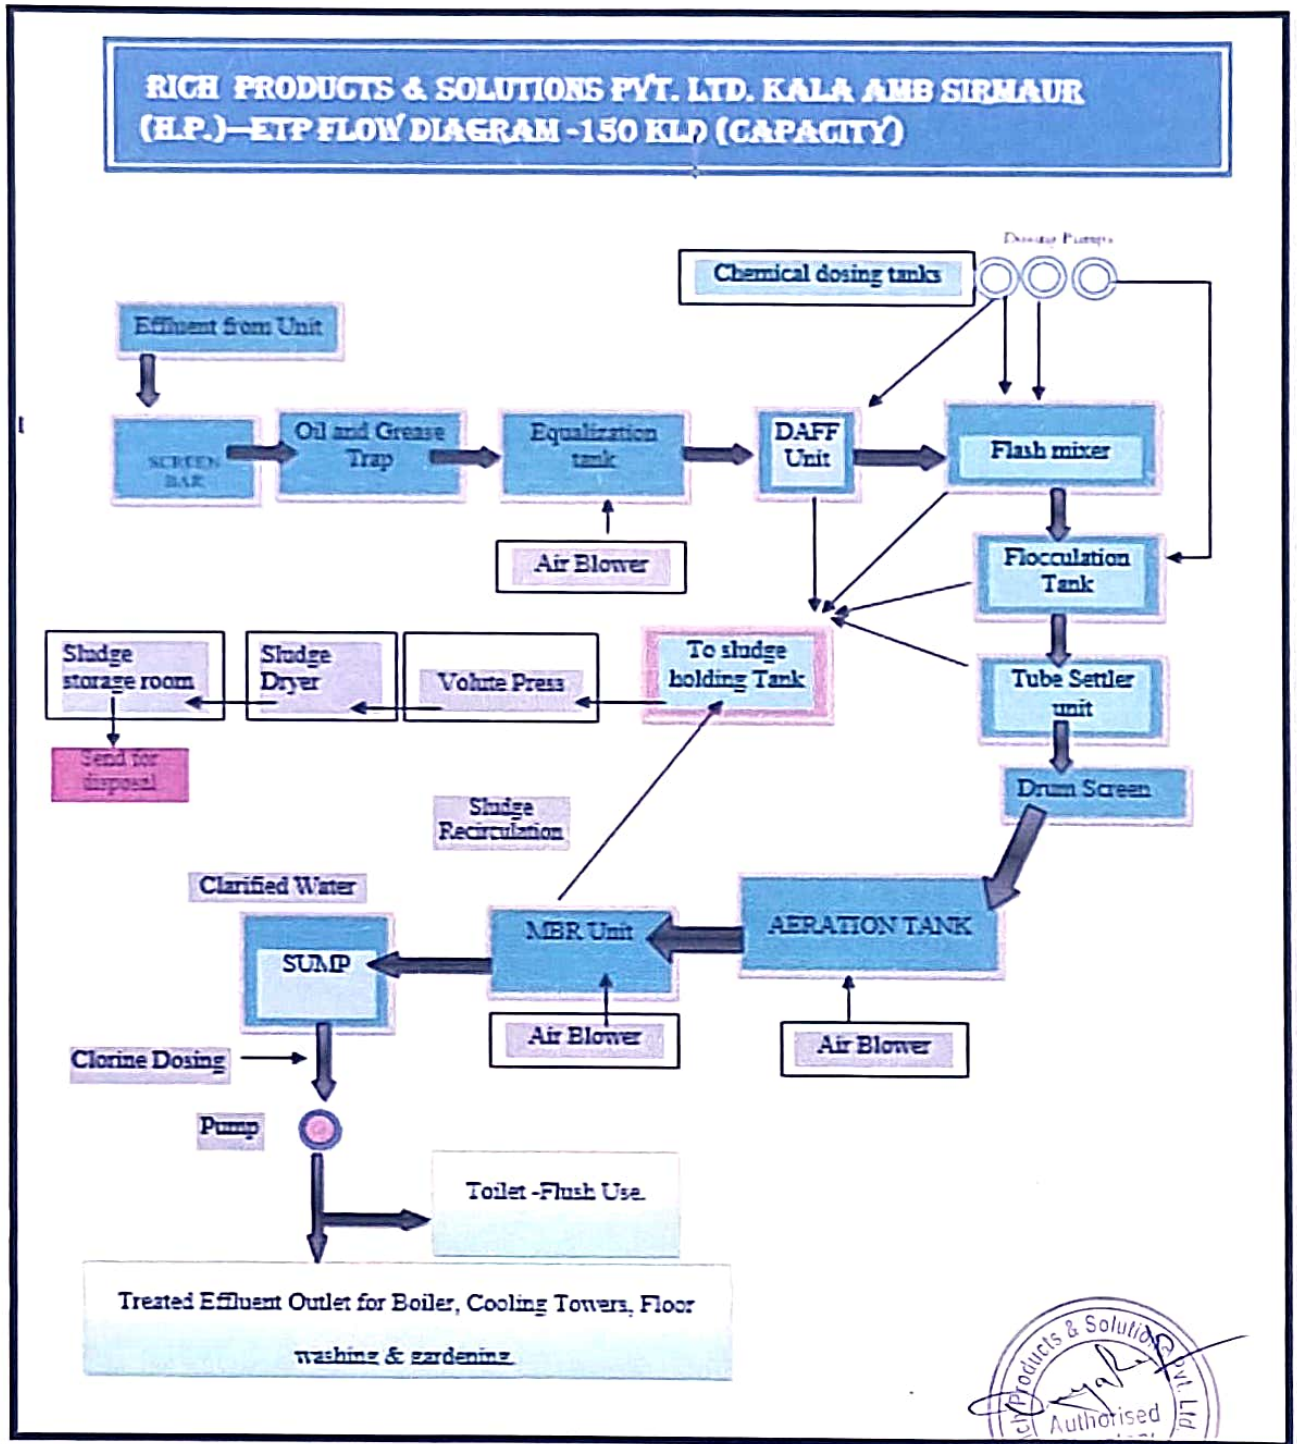 RICH PRODUCTS & SOLUTIONS PVT. LTD. KALA AMB SIRMAUR
(H.P.)—ETP FLOW DIAGRAM -150 KLD (CAPACITY)
Dosing Pumps
Chemical dosing tanks
Effluent from Unit
SCREEN
BAR
Oil and Grease
Trap
Equalization
tank
DAFF
Unit
Flash mixer
Air Blower
Flocculation
Tank
Sludge
storage room
Sludge
Dryer
Volute Press
To sludge
holding Tank
Tube Settler
unit
Send for
disposal
Drum Screen
Sludge
Recirculation
Clarified Water
SUMP
MBR Unit
AERATION TANK
Air Blower
Air Blower
Clorine Dosing
Pump
Toilet -Flush Use.
Treated Effluent Outlet for Boiler, Cooling Towers, Floor
washing & gardening.
Products & Solutions Pvt. Ltd.
Authorised